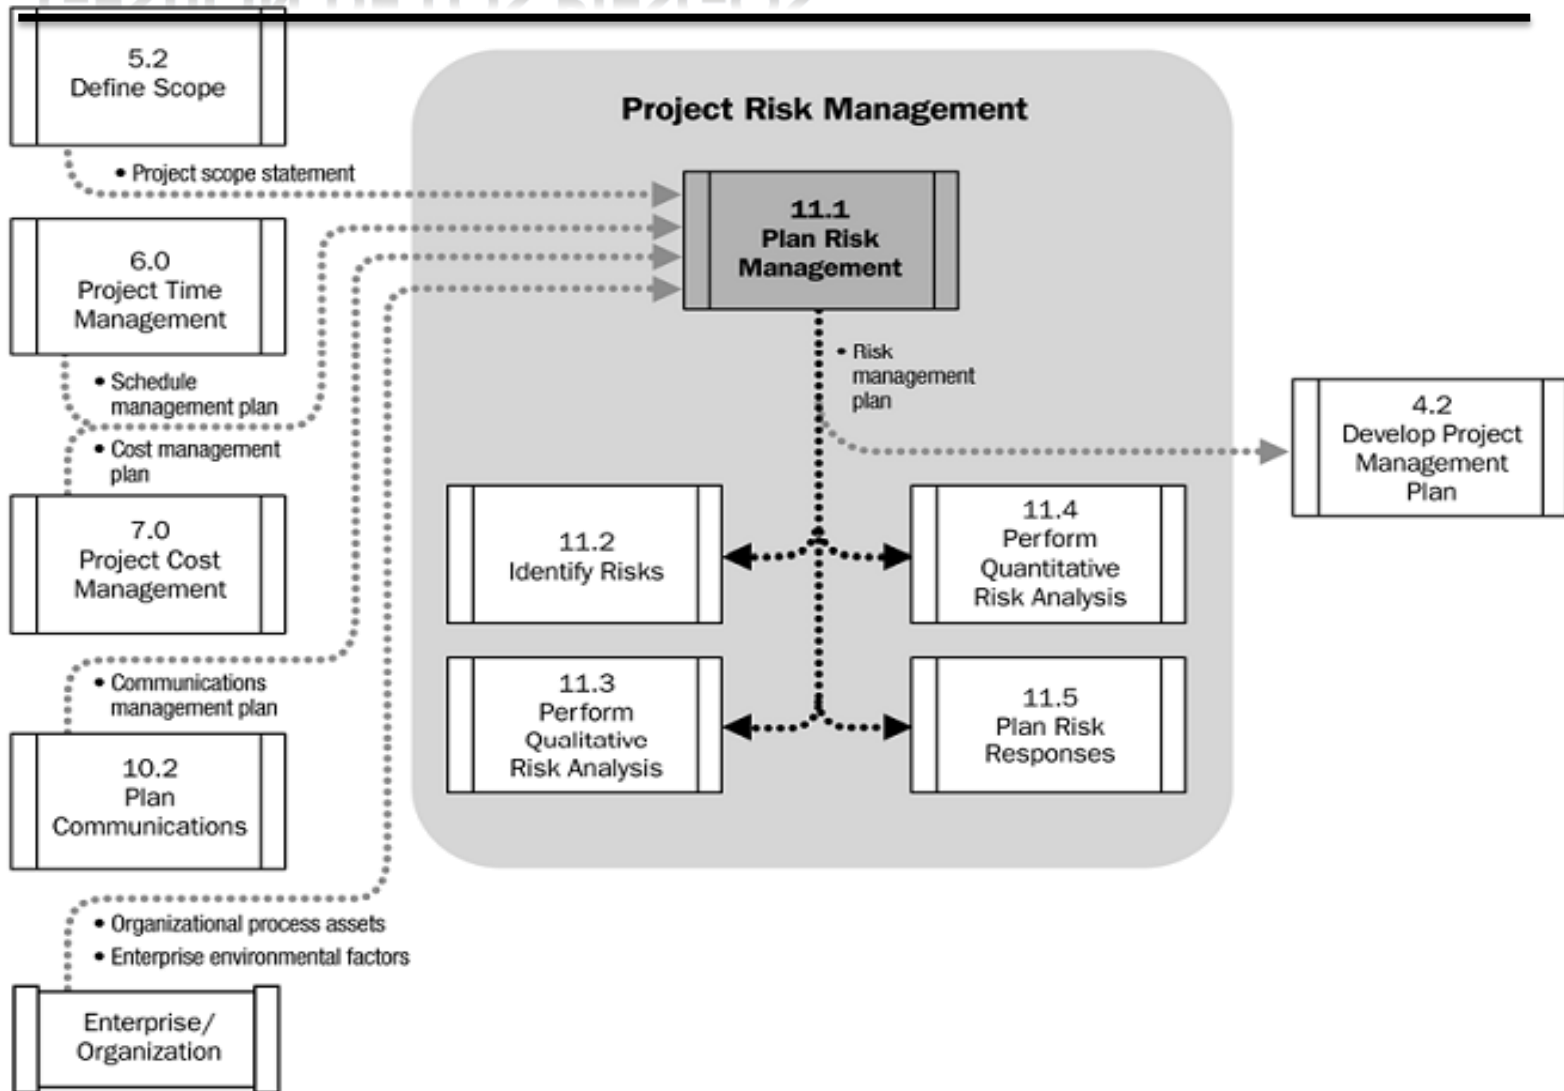 5.2
Define Scope
• Project scope statement
6.0
Project Time
Management
• Schedule
management plan
• Cost management
plan
7.0
Project Cost
Management
• Communications
management plan
10.2
Plan
Communications
• Organizational process assets
• Enterprise environmental factors
Enterprise/
Organization
Project Risk Management
11.1
Plan Risk
Management
• Risk
management
plan
11.2
Identify Risks
11.4
Perform
Quantitative
Risk Analysis
11.3
Perform
Qualitative
Risk Analysis
11.5
Plan Risk
Responses
4.2
Develop Project
Management
Plan